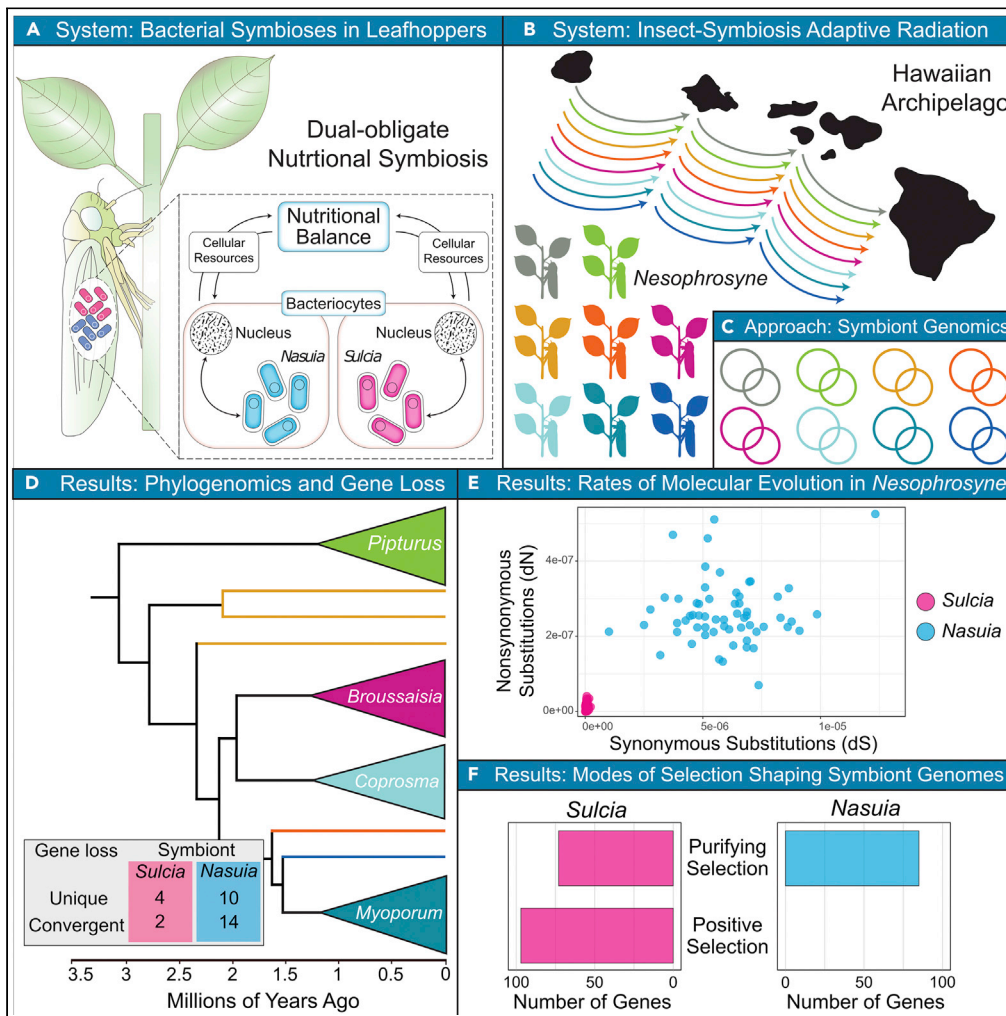 A System: Bacterial Symbioses in Leafhoppers
Dual-obligate
Nutrtional Symbiosis
Nutritional
Balance
Cellular
Resources
Cellular
Resources
Bacteriocytes
Nucleus
Nucleus
Nasuia
Sulcia
B System: Insect-Symbiosis Adaptive Radiation
Hawaiian
Archipelago
Nesophrosyne
C Approach: Symbiont Genomics
D Results: Phylogenomics and Gene Loss
Pipturus
Broussaisia
Coprosma
Myoporum
Gene loss Symbiont
Sulcia Nasuia
Unique 4 10
Convergent 2 14
3.5 3 2.5 2 1.5 1 0.5 0
Millions of Years Ago
E Results: Rates of Molecular Evolution in Nesophrosyne
Nonsynonymous
Substitutions (dN)
4e-07
2e-07
0e+00
0e+00 5e-06 1e-05
Synonymous Substitutions (dS)
Sulcia
Nasuia
F Results: Modes of Selection Shaping Symbiont Genomes
Sulcia Nasuia
Purifying
Selection
Positive
Selection
100 50 0
Number of Genes
0 50 100
Number of Genes